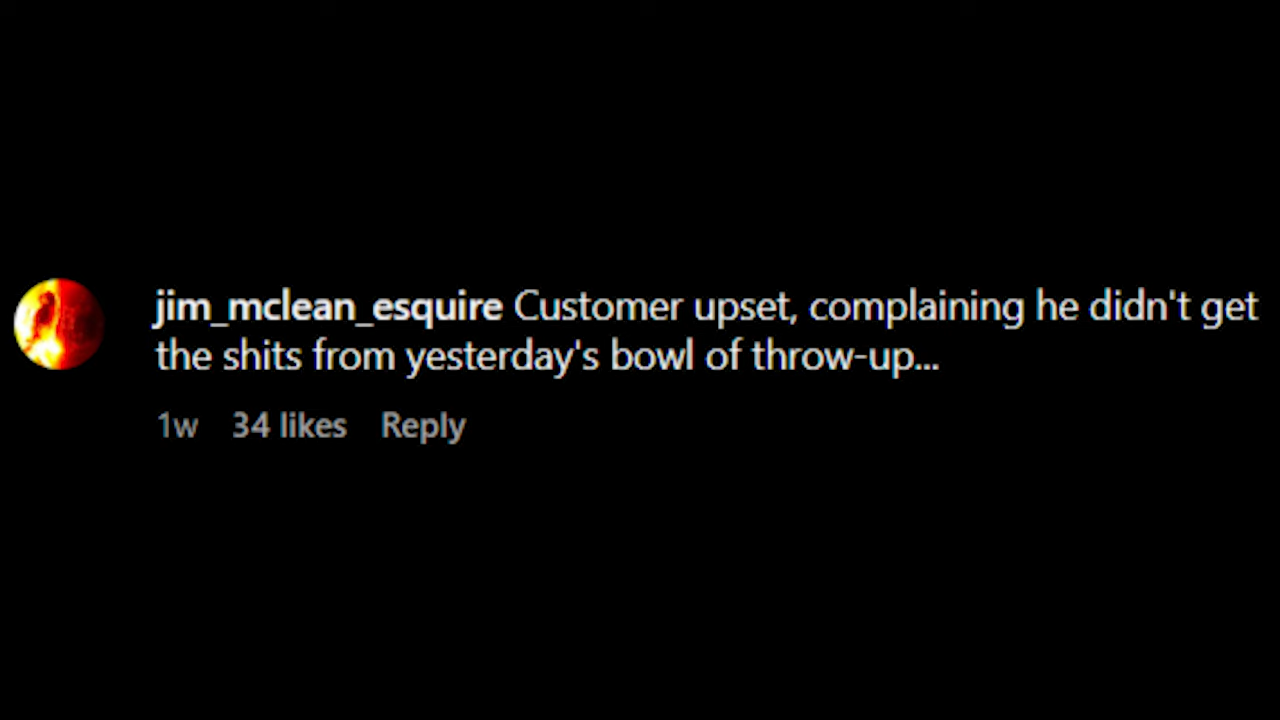 jim_mclean_esquire Customer upset, complaining he didn't get
the shits from yesterday's bowl of throw-up...
1w 34 likes Reply